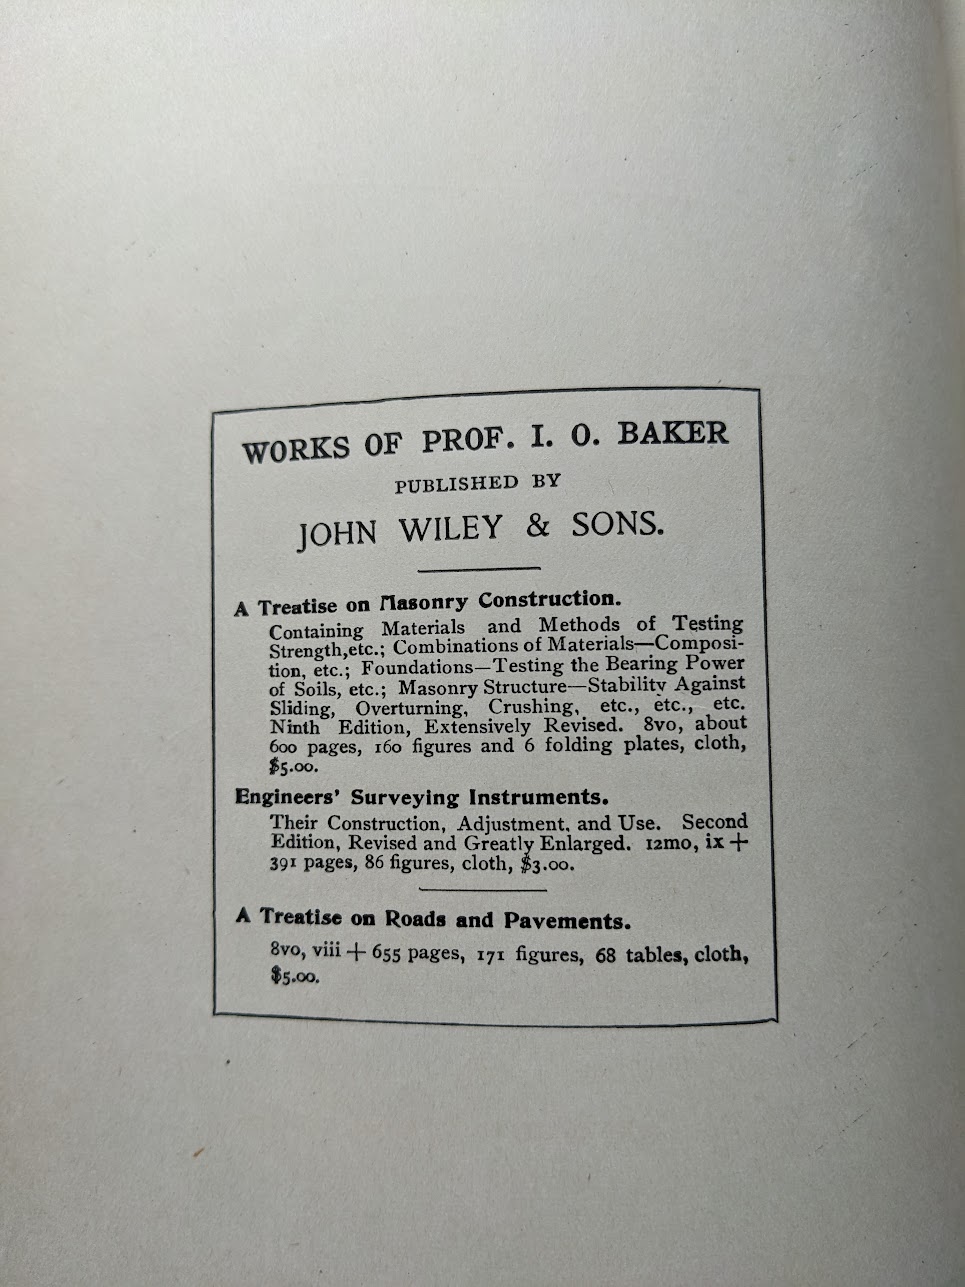 WORKS OF PROF. I. O. BAKER
PUBLISHED BY
JOHN WILEY & SONS.
A Treatise on Masonry Construction.
Containing Materials and Methods of Testing
Strength,etc.; Combinations of Materials—Composi-
tion, etc.; Foundations—Testing the Bearing Power
of Soils, etc.; Masonry Structure—Stability Against
Sliding, Overturning, Crushing, etc., etc., etc.
Ninth Edition, Extensively Revised. 8vo, about
600 pages, 160 figures and 6 folding plates, cloth,
$5.00.
Engineers' Surveying Instruments.
Their Construction, Adjustment, and Use. Second
Edition, Revised and Greatly Enlarged. 12mo, ix +
391 pages, 86 figures, cloth, $3.00.
A Treatise on Roads and Pavements.
8vo, viii + 655 pages, 171 figures, 68 tables, cloth,
$5.00.